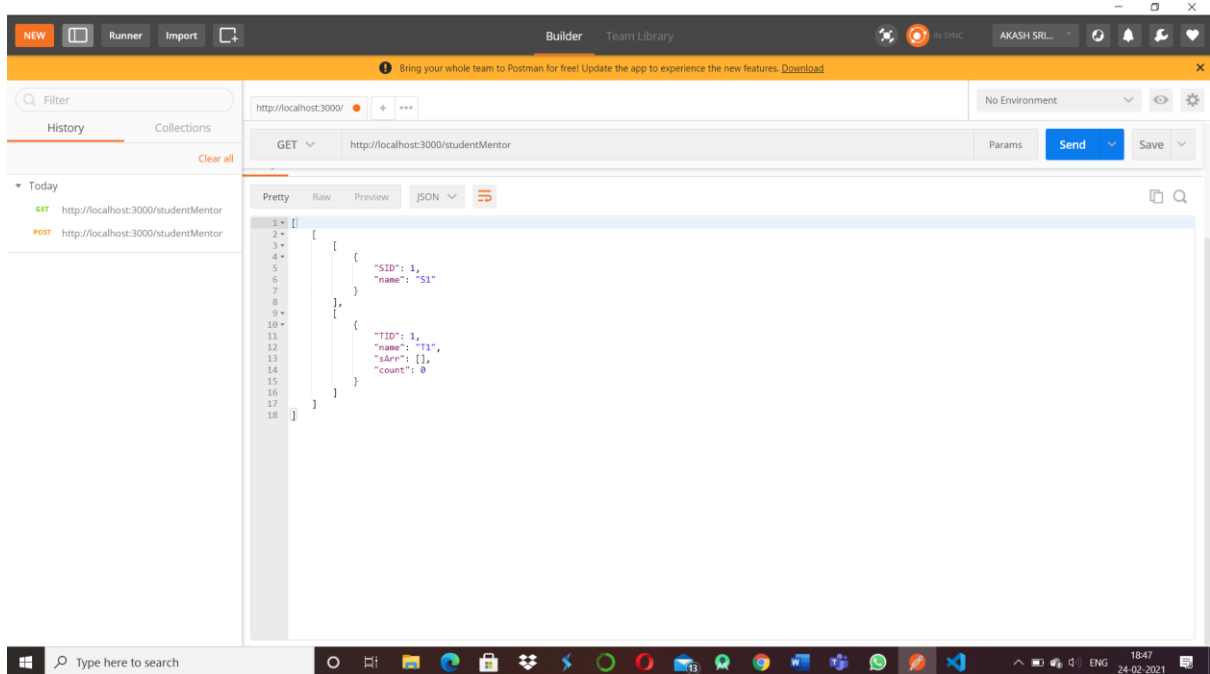 NEW Runner Import Builder Team Library IN SYNC AKASH SRI...
Bring your whole team to Postman for free! Update the app to experience the new features. Download
Filter
History Collections
Clear all
Today
GET http://localhost:3000/studentMentor
POST http://localhost:3000/studentMentor
http://localhost:3000/ + •••
No Environment
GET http://localhost:3000/studentMentor Params Send Save
Pretty Raw Preview JSON
1 [
2 [
3 [
4 {
5 "SID": 1,
6 "name": "S1"
7 }
8 ],
9 [
10 {
11 "TID": 1,
12 "name": "T1",
13 "sArr": [],
14 "count": 0
15 }
16 ]
17 ]
18 ]
Type here to search
13
ENG
18:47
24-02-2021